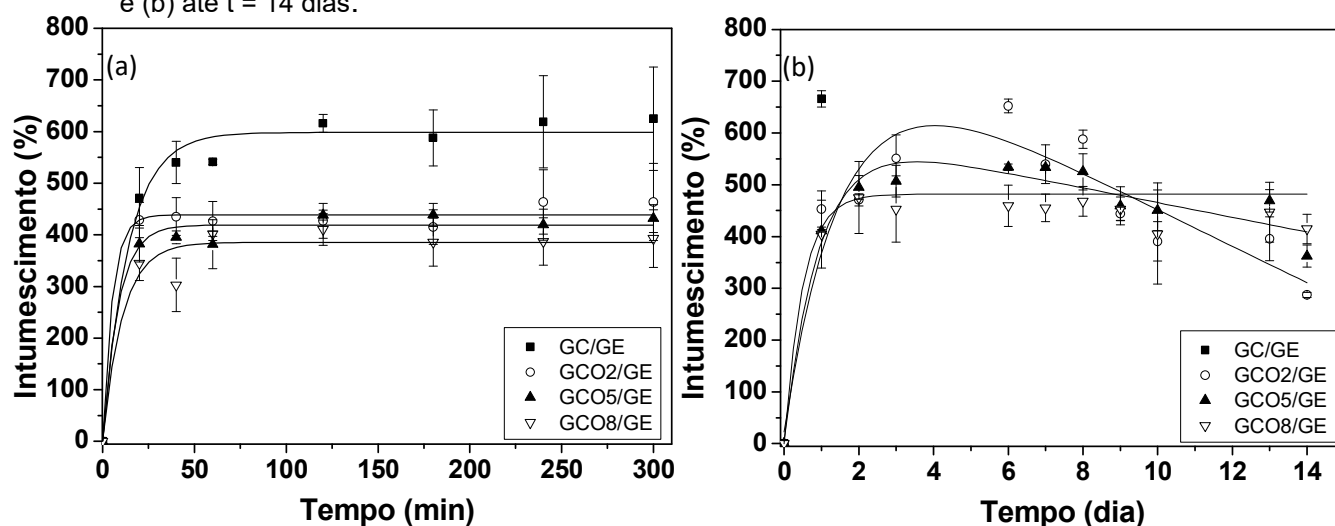 e (b) até t = 14 dias.
(a)
Intumescimento (%)
800
700
600
500
400
300
200
100
0
0
50
100
150
200
250
300
Tempo (min)
GC/GE
GCO2/GE
GCO5/GE
GCO8/GE
(b)
Intumescimento (%)
800
700
600
500
400
300
200
100
0
0
2
4
6
8
10
12
14
Tempo (dia)
GC/GE
GCO2/GE
GCO5/GE
GCO8/GE